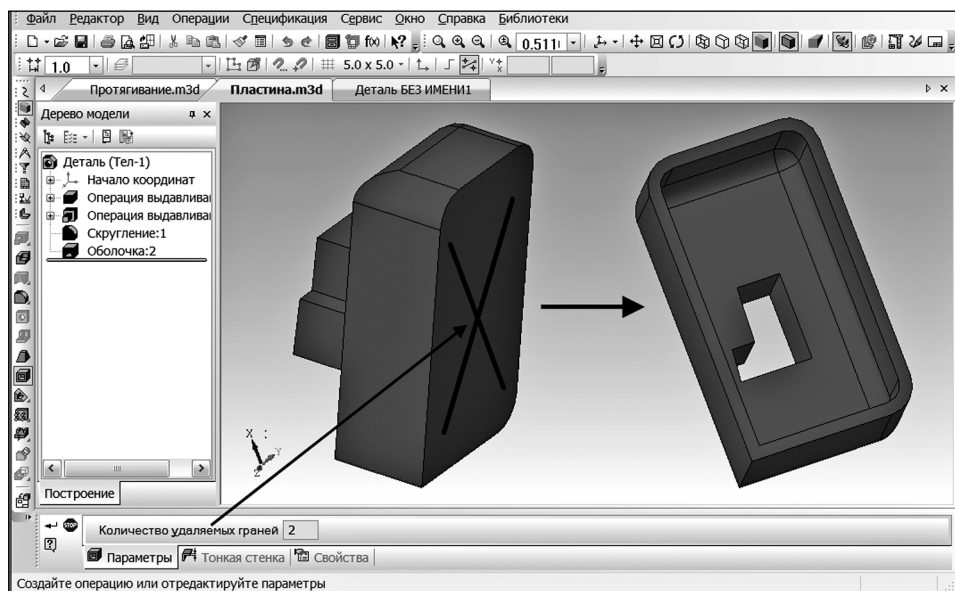 Файл Редактор Вид Операции Спецификация Сервис Окно Справка Библиотеки
f(x) 0.511
1.0 5.0 x 5.0
Протягивание.m3d Пластина.m3d Деталь БЕЗ ИМЕНИ1
Дерево модели
Деталь (Тел-1)
Начало координат
Операция выдавлива
Операция выдавлива
Скругление:1
Оболочка:2
X
Y
Z
Построение
Количество удаляемых граней 2
Параметры Тонкая стенка Свойства
Создайте операцию или отредактируйте параметры